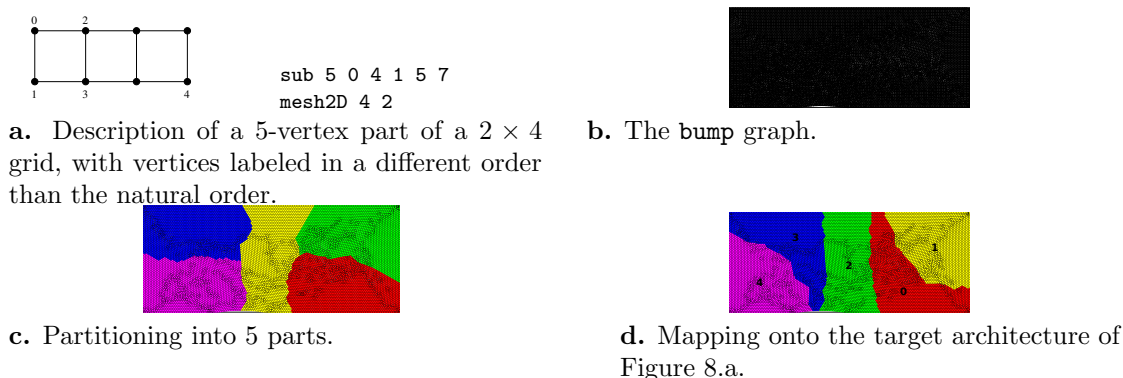 0 2
1 3 4
sub 5 0 4 1 5 7
mesh2D 4 2
a. Description of a 5-vertex part of a 2 × 4
grid, with vertices labeled in a different order
than the natural order.
b. The bump graph.
c. Partitioning into 5 parts.
3
1
2
4
0
d. Mapping onto the target architecture of
Figure 8.a.